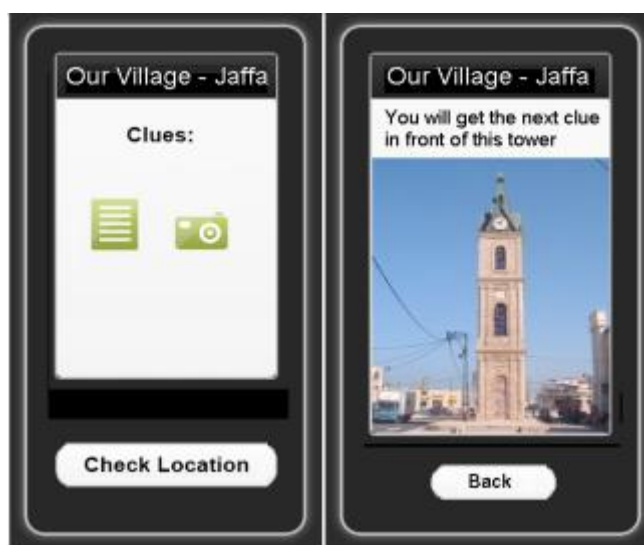 Our Village - Jaffa
Clues:
Check Location
Our Village - Jaffa
You will get the next clue
in front of this tower
Back